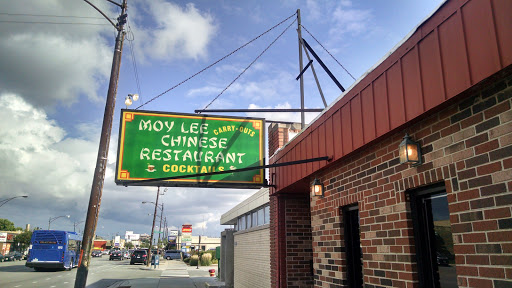 MOY LEE CARRY-OUTS
CHINESE
RESTAURANT
COCKTAILS